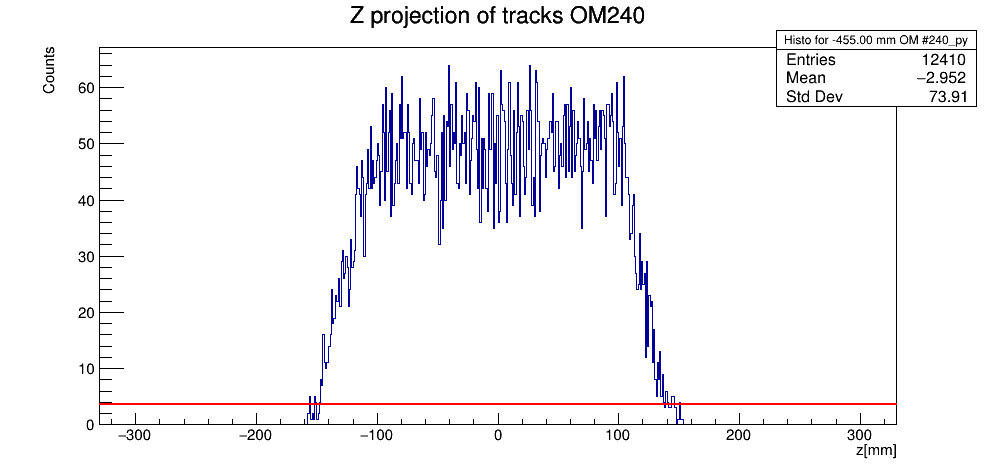 Z projection of tracks OM240
Histo for -455.00 mm OM #240_py
Entries 12410
Mean −2.952
Std Dev 73.91
Counts
60
50
40
30
20
10
0
−300 −200 −100 0 100 200 300
z[mm]